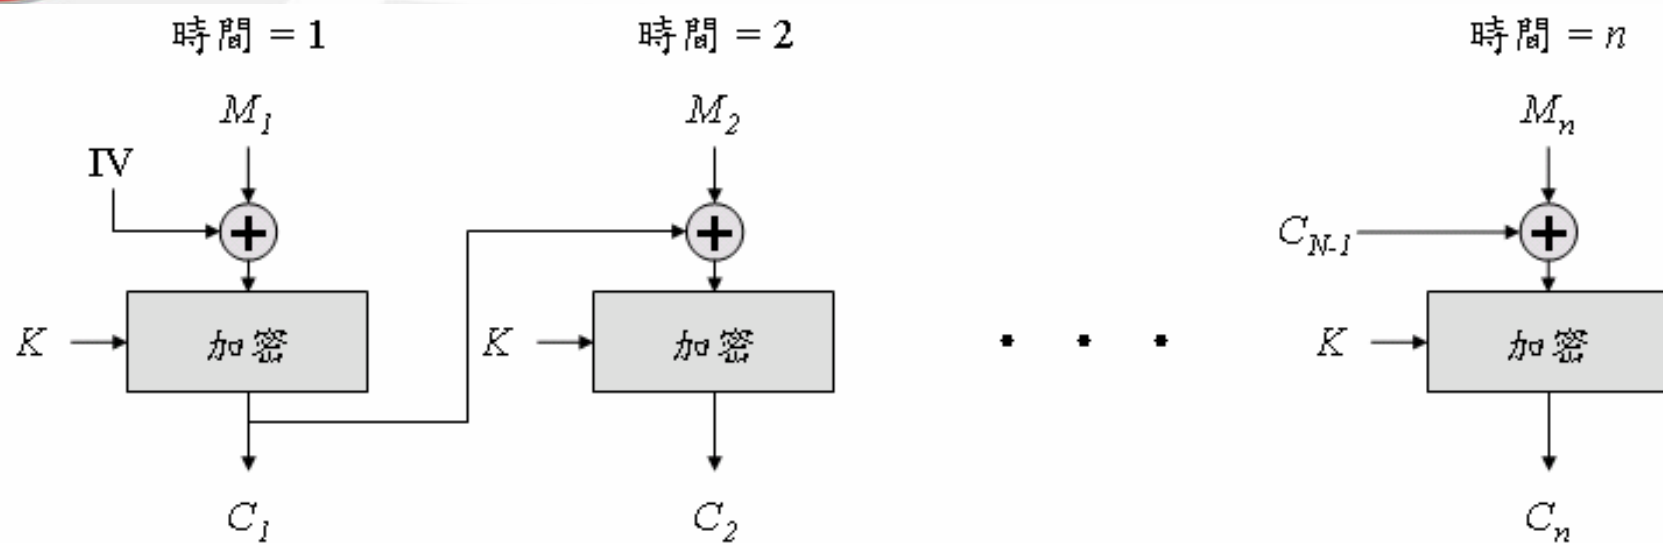 時間 = 1 時間 = 2 時間 = n
M1 M2 Mn
IV
CN-1
K 加密 K 加密 K 加密
C1 C2 Cn